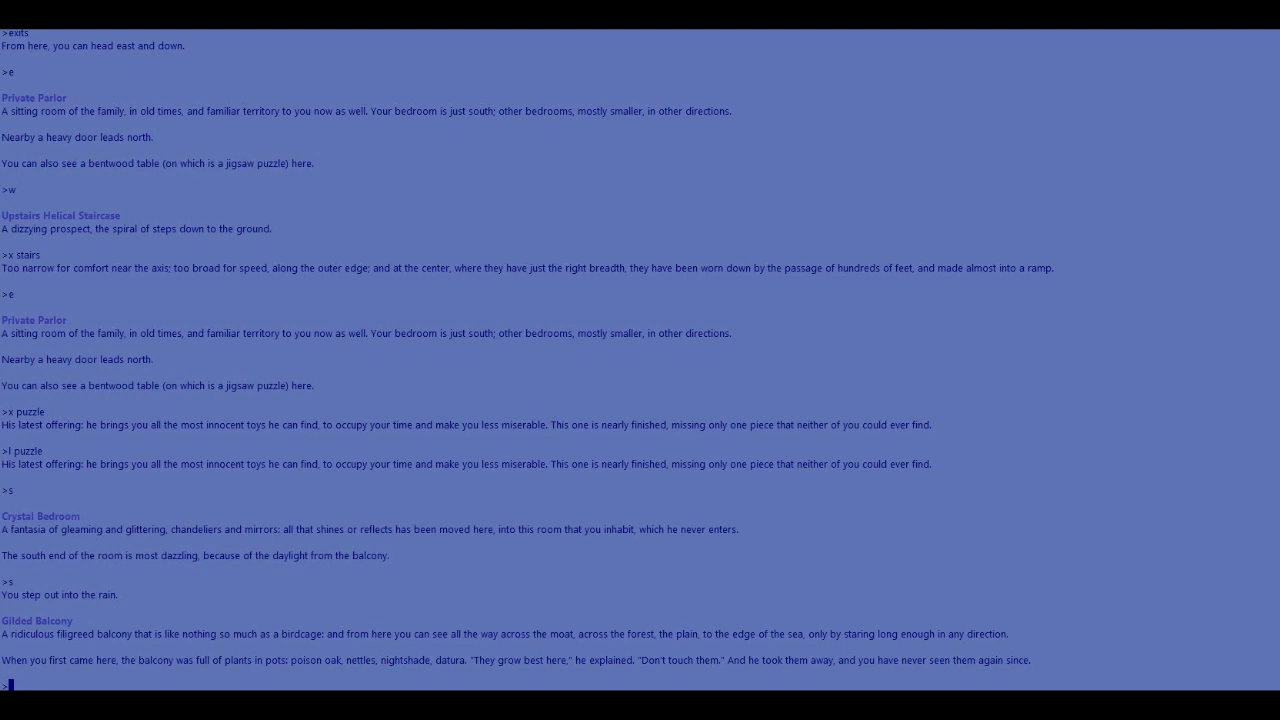 >exits
From here, you can head east and down.
>e
Private Parlor
A sitting room of the family, in old times, and familiar territory to you now as well. Your bedroom is just south; other bedrooms, mostly smaller, in other directions.
Nearby a heavy door leads north.
You can also see a bentwood table (on which is a jigsaw puzzle) here.
>w
Upstairs Helical Staircase
A dizzying prospect, the spiral of steps down to the ground.
>x stairs
Too narrow for comfort near the axis; too broad for speed, along the outer edge; and at the center, where they have just the right breadth, they have been worn down by the passage of hundreds of feet, and made almost into a ramp.
>e
Private Parlor
A sitting room of the family, in old times, and familiar territory to you now as well. Your bedroom is just south; other bedrooms, mostly smaller, in other directions.
Nearby a heavy door leads north.
You can also see a bentwood table (on which is a jigsaw puzzle) here.
>x puzzle
His latest offering: he brings you all the most innocent toys he can find, to occupy your time and make you less miserable. This one is nearly finished, missing only one piece that neither of you could ever find.
>l puzzle
His latest offering: he brings you all the most innocent toys he can find, to occupy your time and make you less miserable. This one is nearly finished, missing only one piece that neither of you could ever find.
>s
Crystal Bedroom
A fantasia of gleaming and glittering, chandeliers and mirrors: all that shines or reflects has been moved here, into this room that you inhabit, which he never enters.
The south end of the room is most dazzling, because of the daylight from the balcony.
>s
You step out into the rain.
Gilded Balcony
A ridiculous filigreed balcony that is like nothing so much as a birdcage: and from here you can see all the way across the moat, across the forest, the plain, to the edge of the sea, only by staring long enough in any direction.
When you first came here, the balcony was full of plants in pots: poison oak, nettles, nightshade, datura. "They grow best here," he explained. "Don't touch them." And he took them away, and you have never seen them again since.
>